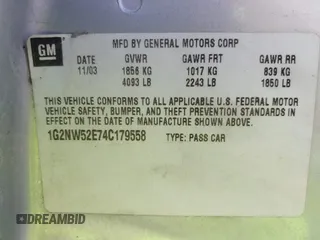 GM
MFD BY GENERAL MOTORS CORP
DATE GVWR GAWR FRT GAWR RR
11/03 1856 KG 1017 KG 839 KG
4093 LB 2243 LB 1850 LB
THIS VEHICLE CONFORMS TO ALL APPLICABLE U.S. FEDERAL MOTOR
VEHICLE SAFETY, BUMPER, AND THEFT PREVENTION STANDARDS IN
EFFECT ON THE DATE OF MANUFACTURE SHOWN ABOVE.
1G2NW52E74C179558 TYPE: PASS CAR
DREAMBID